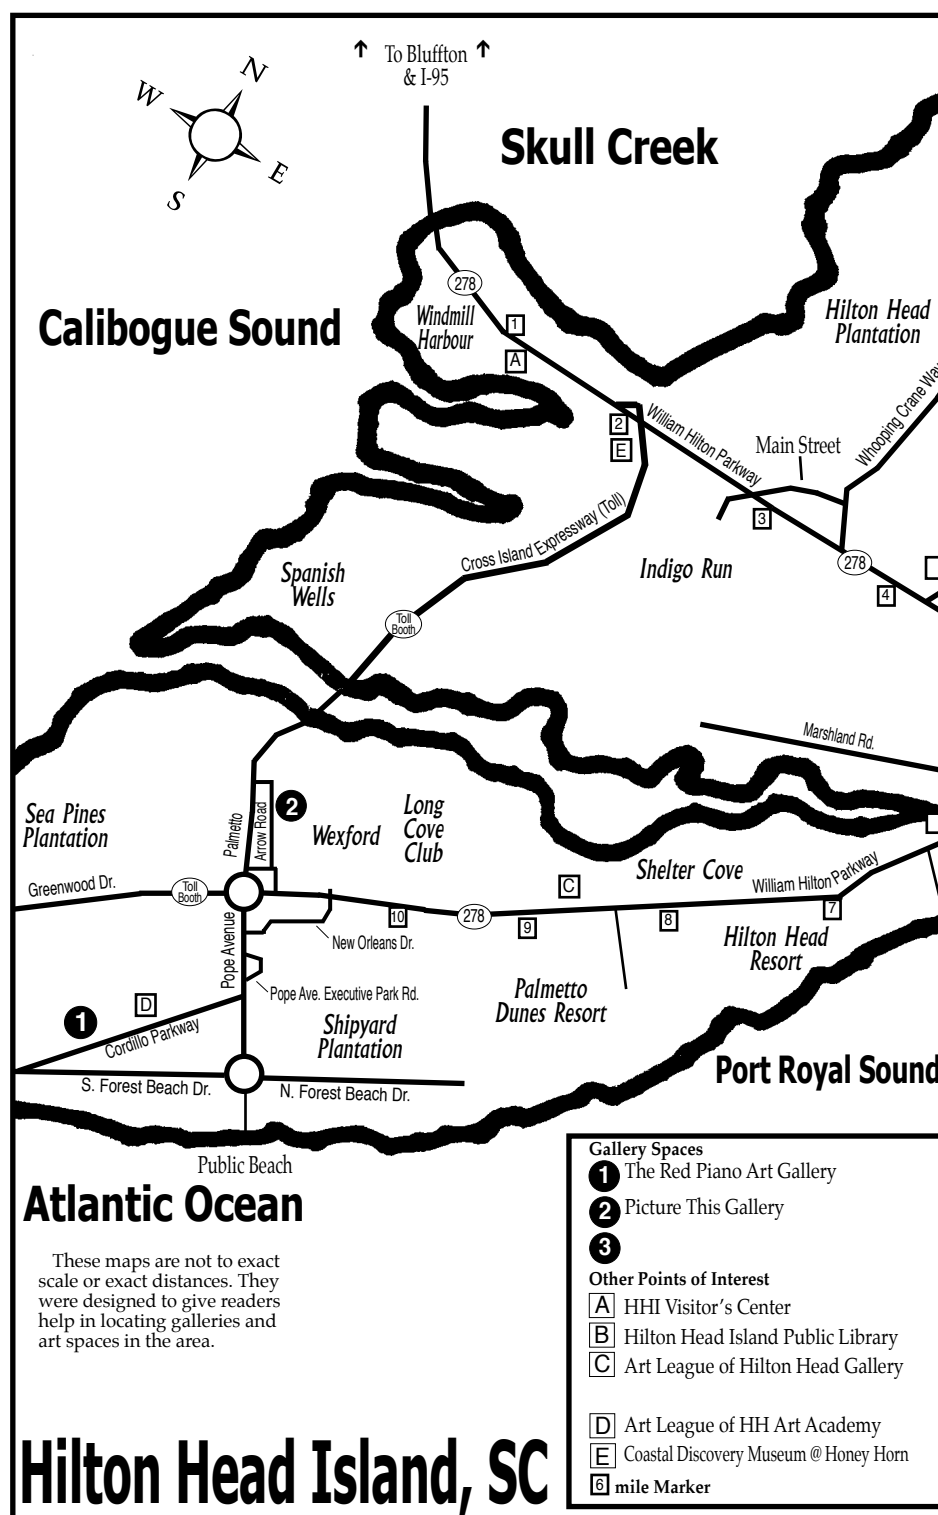 To Bluffton
& I-95
N
W
E
S
Skull Creek
278
Windmill
Harbour
Calibogue Sound
Hilton Head
Plantation
1
A
2
E
William Hilton Parkway
Main Street
Whooping Crane Way
3
Cross Island Expressway (Toll)
278
Indigo Run
4
Spanish
Wells
Toll
Booth
Marshland Rd.
Sea Pines
Plantation
Palmetto
Arrow Road
2
Wexford
Long
Cove
Club
Shelter Cove
William Hilton Parkway
C
Greenwood Dr.
Toll
Booth
10
278
9
8
7
New Orleans Dr.
Pope Avenue
Hilton Head
Resort
Pope Ave. Executive Park Rd.
Palmetto
Dunes Resort
D
1
Cordillo Parkway
Shipyard
Plantation
Port Royal Sound
S. Forest Beach Dr.
N. Forest Beach Dr.
Public Beach
Atlantic Ocean
These maps are not to exact
scale or exact distances. They
were designed to give readers
help in locating galleries and
art spaces in the area.
Hilton Head Island, SC
Gallery Spaces
1 The Red Piano Art Gallery
2 Picture This Gallery
3
Other Points of Interest
A HHI Visitor's Center
B Hilton Head Island Public Library
C Art League of Hilton Head Gallery
D Art League of HH Art Academy
E Coastal Discovery Museum @ Honey Horn
6 mile Marker